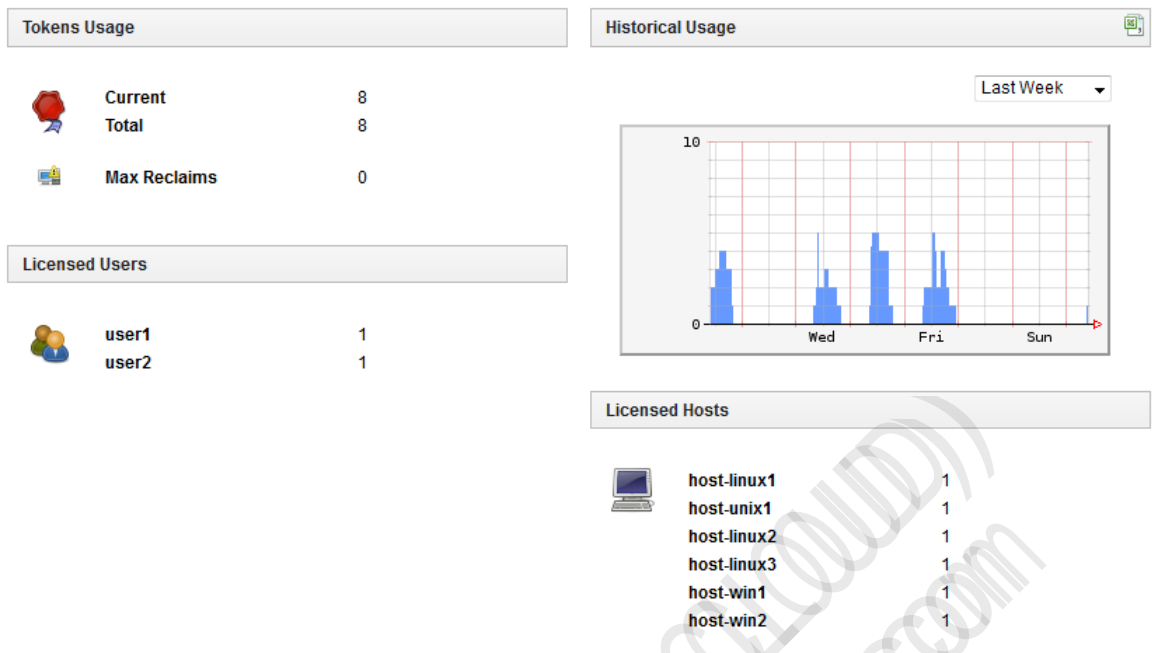 Tokens Usage
Current 8
Total 8
Max Reclaims 0
Licensed Users
user1 1
user2 1
Historical Usage
Last Week
10
0
Wed Fri Sun
Licensed Hosts
host-linux1 1
host-unix1 1
host-linux2 1
host-linux3 1
host-win1 1
host-win2 1